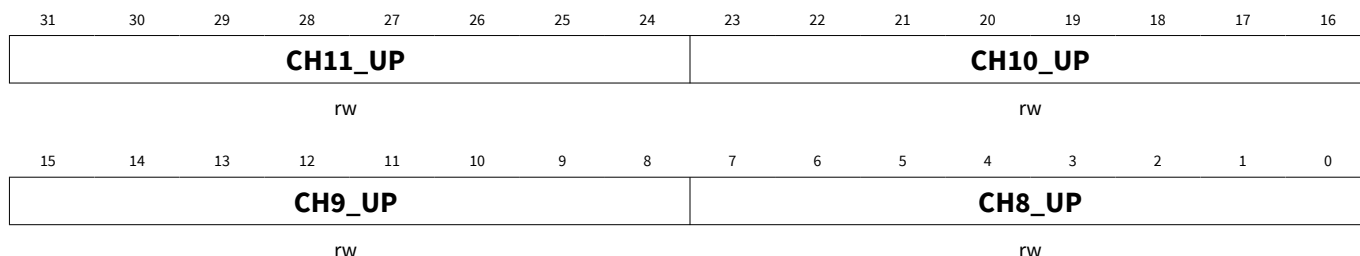 31 30 29 28 27 26 25 24 23 22 21 20 19 18 17 16
CH11_UP CH10_UP
rw rw
15 14 13 12 11 10 9 8 7 6 5 4 3 2 1 0
CH9_UP CH8_UP
rw rw